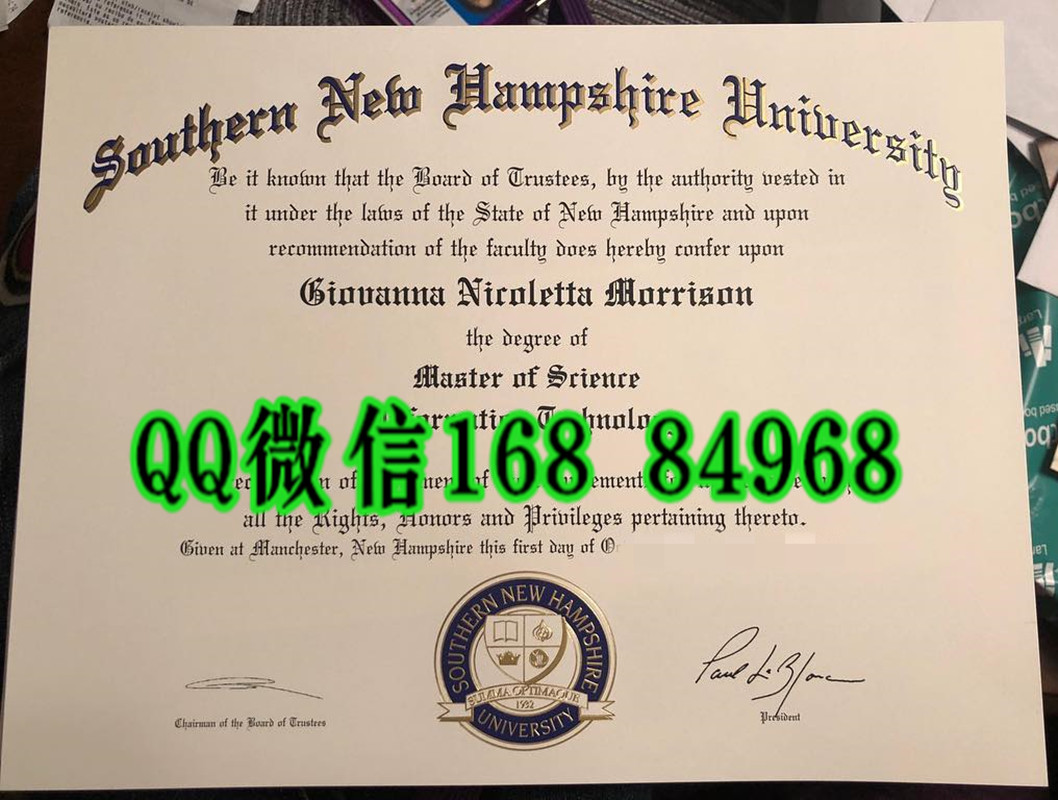 Southern New Hampshire University
Be it known that the Board of Trustees, by the authority vested in
it under the laws of the State of New Hampshire and upon
recommendation of the faculty does hereby confer upon
Giovanna Nicoletta Morrison
the degree of
Master of Science
QQ微信168 84968
all the Rights, Honors and Privileges pertaining thereto.
Given at Manchester, New Hampshire this first day of
SOUTHERN NEW HAMPSHIRE
SUMMA OPTIMAQUE
1932
UNIVERSITY
Paul LeBlanc
Chairman of the Board of Trustees
President